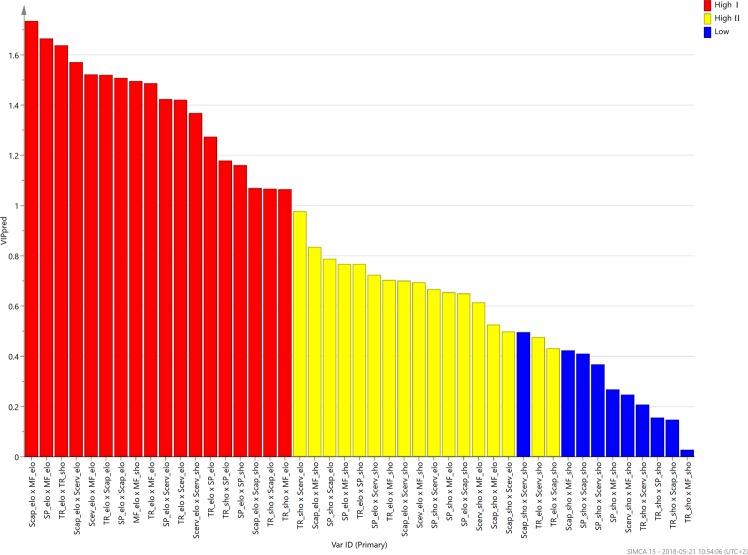 High I
High II
Low
1.6
1.4
1.2
1
0.8
0.6
0.4
0.2
0
VIPpred
Scap_elo x MF_elo
SP_elo x MF_elo
TR_elo x TR_sho
Scap_elo x Scerv_elo
Scev_elo x MF_elo
TR_elo x Scap_elo
SP_elo x Scap_elo
MF_elo x MF_sho
TR_elo x MF_elo
SP_elo x Scerv_elo
TR_elo x Scerv_elo
Scerv_elo x Scerv_sho
TR_elo x SP_elo
TR_sho x SP_elo
SP_elo x SP_sho
Scap_elo x Scap_sho
TR_sho x Scap_elo
TR_sho x MF_elo
TR_sho x Scerv_elo
Scap_elo x MF_sho
SP_sho x Scap_elo
SP_elo x MF_sho
TR_elo x SP_sho
SP_elo x Scerv_sho
TR_elo x MF_sho
Scap_elo x Scerv_sho
Scerv_elo x MF_sho
SP_sho x Scerv_elo
SP_sho x MF_elo
SP_elo x Scap_sho
Scerv_sho x MF_elo
Scap_sho x MF_elo
Scap_sho x Scev_elo
Scap_sho x Scerv_sho
TR_elo x Scerv_sho
TR_elo x Scap_sho
Scap_sho x MF_sho
SP_sho x Scap_sho
SP_sho x Scerv_sho
SP_sho x MF_sho
Scerv_sho x MF_sho
TR_sho x Scerv_sho
TR_sho x SP_sho
TR_sho x Scap_sho
TR_sho x MF_sho
Var ID (Primary)
SIMCA 15 - 2018-05-21 10:54:06 (UTC+2)